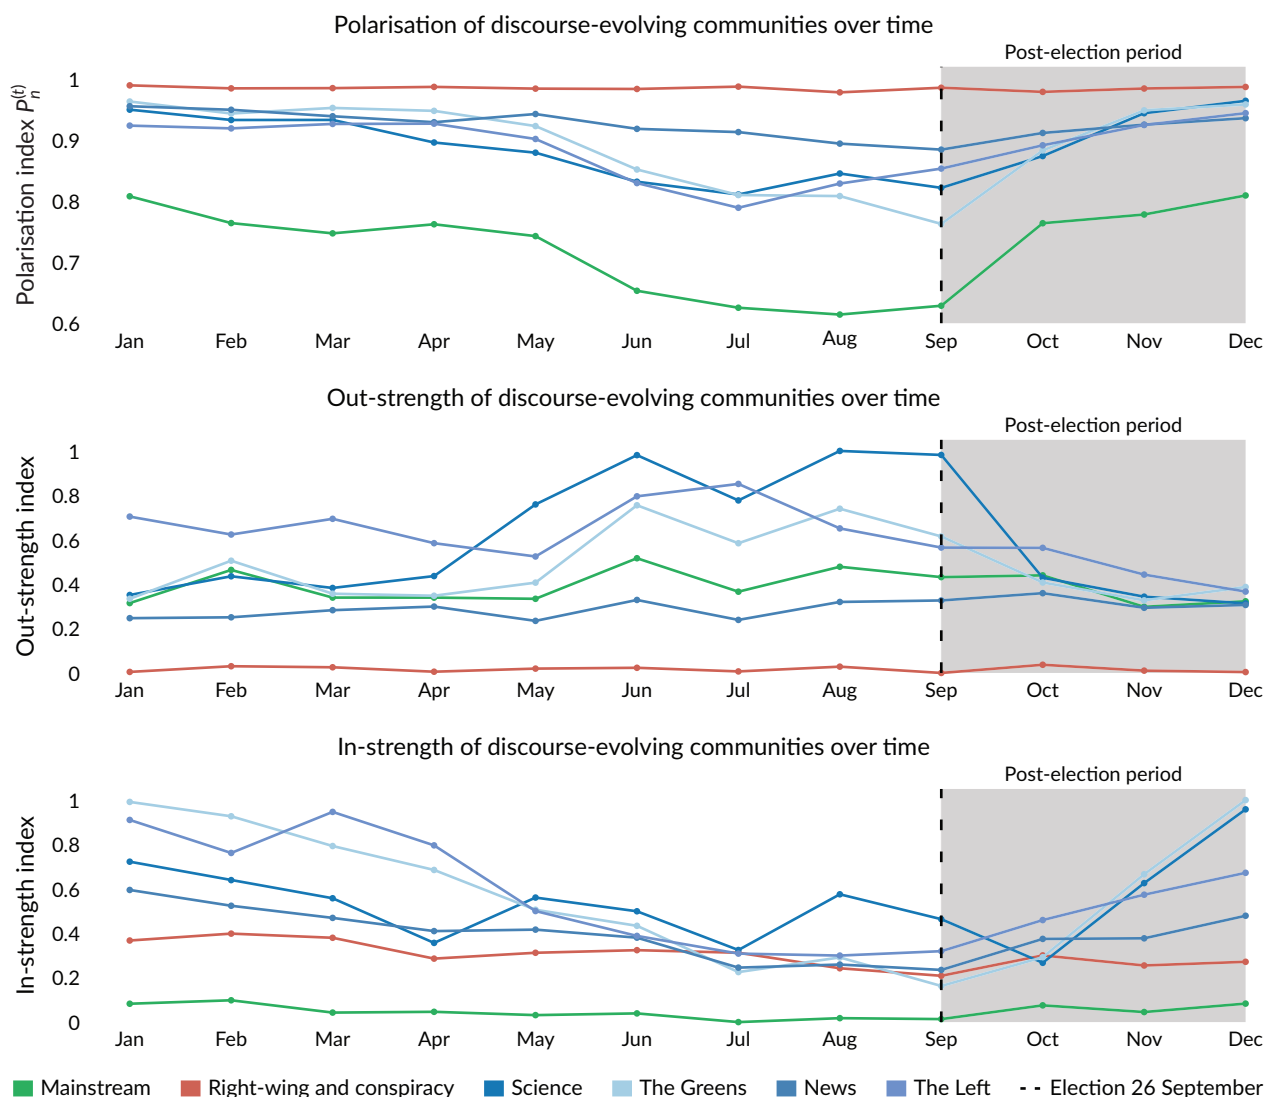 Polarisation of discourse-evolving communities over time
Post-election period
Polarisation index P_n^(t)
1
0.9
0.8
0.7
0.6
Jan Feb Mar Apr May Jun Jul Aug Sep Oct Nov Dec
Out-strength of discourse-evolving communities over time
Post-election period
Out-strength index
1
0.8
0.6
0.4
0.2
0
Jan Feb Mar Apr May Jun Jul Aug Sep Oct Nov Dec
In-strength of discourse-evolving communities over time
Post-election period
In-strength index
1
0.8
0.6
0.4
0.2
0
Jan Feb Mar Apr May Jun Jul Aug Sep Oct Nov Dec
Mainstream Right-wing and conspiracy Science The Greens News The Left Election 26 September